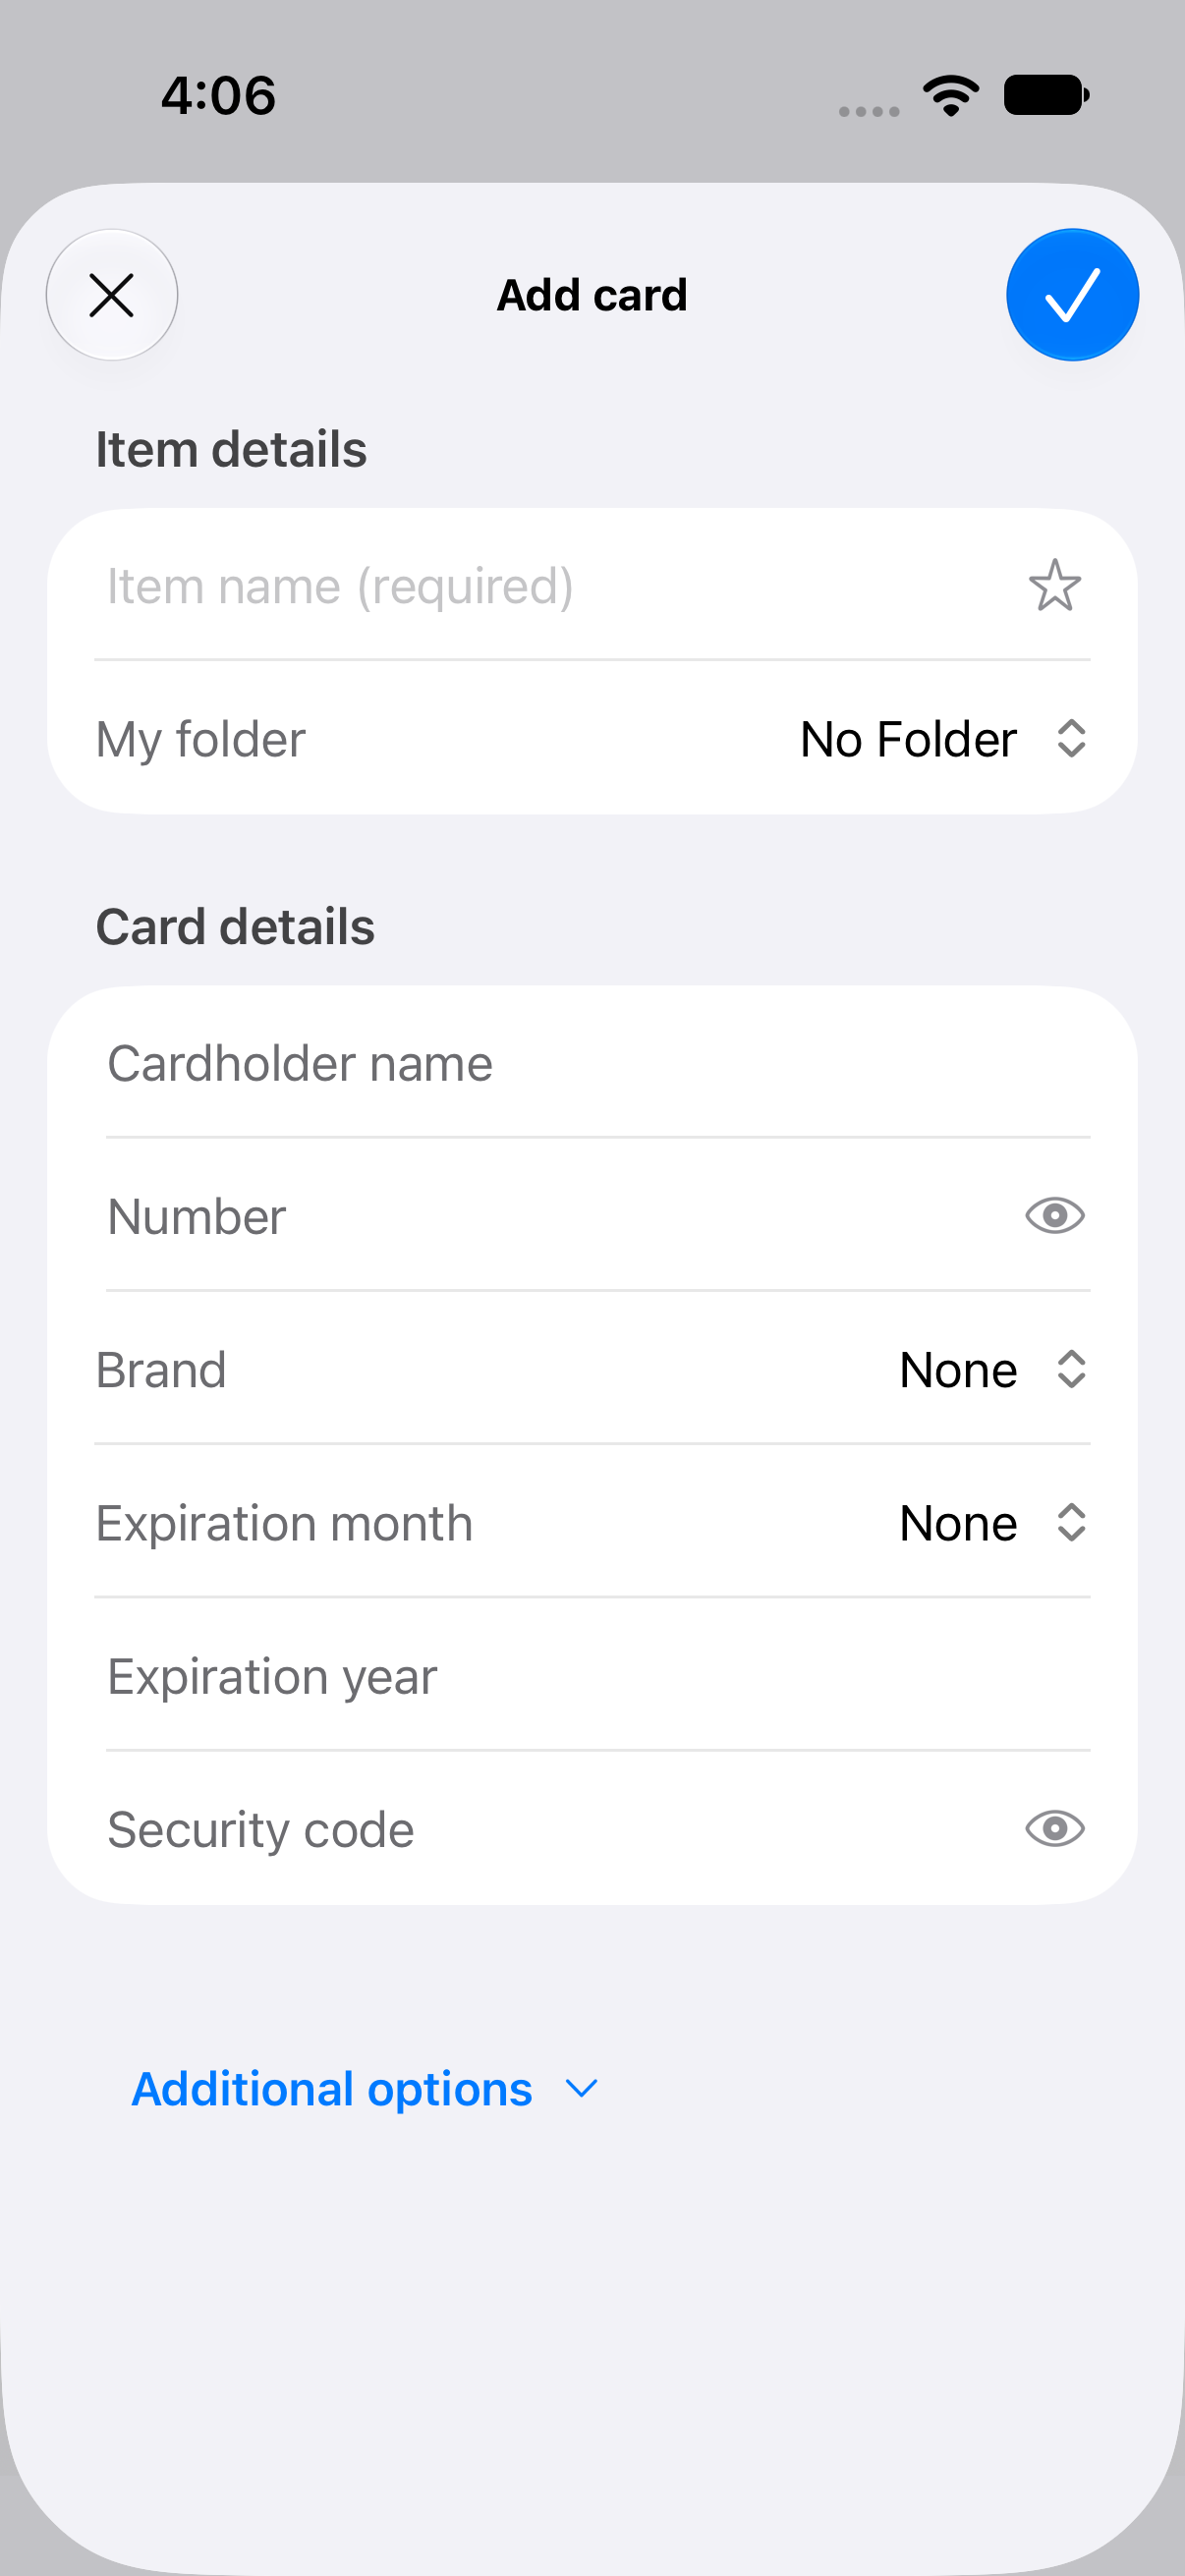 4:06
Add card
Item details
Item name (required)
My folder No Folder
Card details
Cardholder name
Number
Brand None
Expiration month None
Expiration year
Security code
Additional options